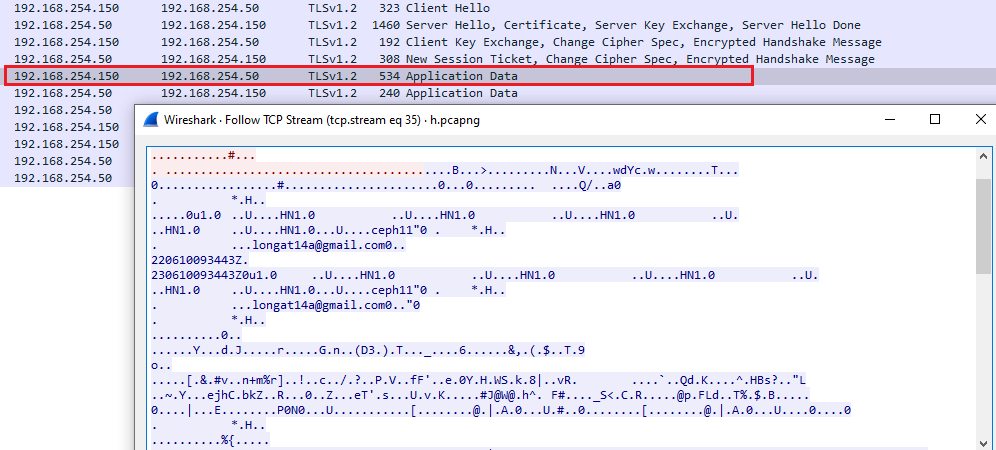 192.168.254.150 192.168.254.50 TLSv1.2 323 Client Hello
192.168.254.50 192.168.254.150 TLSv1.2 1460 Server Hello, Certificate, Server Key Exchange, Server Hello Done
192.168.254.150 192.168.254.50 TLSv1.2 192 Client Key Exchange, Change Cipher Spec, Encrypted Handshake Message
192.168.254.50 192.168.254.150 TLSv1.2 308 New Session Ticket, Change Cipher Spec, Encrypted Handshake Message
192.168.254.150 192.168.254.50 TLSv1.2 534 Application Data
192.168.254.50 192.168.254.150 TLSv1.2 240 Application Data
192.168.254.50
192.168.254.150
192.168.254.150
192.168.254.50
192.168.254.50
Wireshark · Follow TCP Stream (tcp.stream eq 35) · h.pcapng
...........#...
. .......................................B...>.........N...V....wdYc.w........T...
0.................#......................0...0......... ....Q/..a0
. *.H..
.....0u1.0 ..U....HN1.0 ..U....HN1.0 ..U....HN1.0 ..U.
..HN1.0 ..U....HN1.0...U....ceph11"0 . *.H..
. ...longat14a@gmail.com0..
220610093443Z.
230610093443Z0u1.0 ..U....HN1.0 ..U....HN1.0 ..U....HN1.0 ..U.
..HN1.0 ..U....HN1.0...U....ceph11"0 . *.H..
. ...longat14a@gmail.com0.."0
. *.H..
..........0..
......Y...d.J.....r.....G.n..(D3.).T..._....6......&,.(.$..T.9
o..
.....[.&.#v..n+m%r]..!..c../.?..P.V..fF'..e.0Y.H.WS.k.8|..vR. ....`..Qd.K....^.HBs?.."L
..~.Y...ejhC.bkZ..R...0..Z...eT'.s...U.v.K.....#J@W@.h^. F#...._S<.C.R.....@p.FLd..T%.$.B.....
0....|...E........P0N0...U..........[........@.|.A.0...U.#..0........[........@.|.A.0...U....0....0
. *.H..
..........%{.....